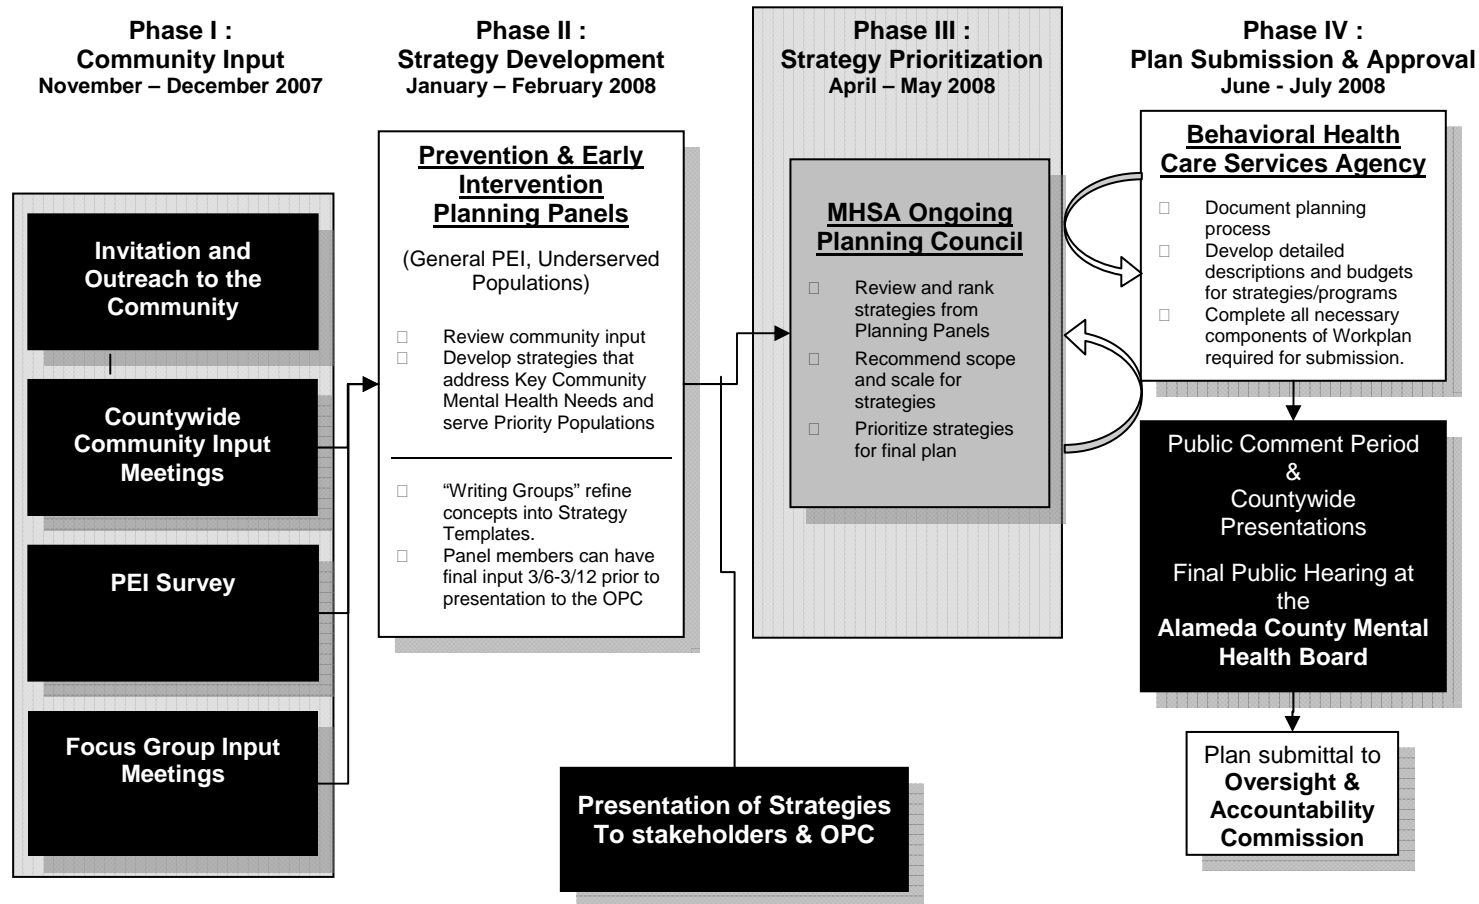 Phase I :
Community Input
November – December 2007
Invitation and
Outreach to the
Community
Countywide
Community Input
Meetings
PEI Survey
Focus Group Input
Meetings
Phase II :
Strategy Development
January – February 2008
Prevention & Early
Intervention
Planning Panels
(General PEI, Underserved
Populations)
Review community input
Develop strategies that
address Key Community
Mental Health Needs and
serve Priority Populations
“Writing Groups” refine
concepts into Strategy
Templates.
Panel members can have
final input 3/6-3/12 prior to
presentation to the OPC
Presentation of Strategies
To stakeholders & OPC
Phase III :
Strategy Prioritization
April – May 2008
MHSA Ongoing
Planning Council
Review and rank
strategies from
Planning Panels
Recommend scope
and scale for
strategies
Prioritize strategies
for final plan
Phase IV :
Plan Submission & Approval
June - July 2008
Behavioral Health
Care Services Agency
Document planning
process
Develop detailed
descriptions and budgets
for strategies/programs
Complete all necessary
components of Workplan
required for submission.
Public Comment Period
&
Countywide
Presentations
Final Public Hearing at
the
Alameda County Mental
Health Board
Plan submittal to
Oversight &
Accountability
Commission